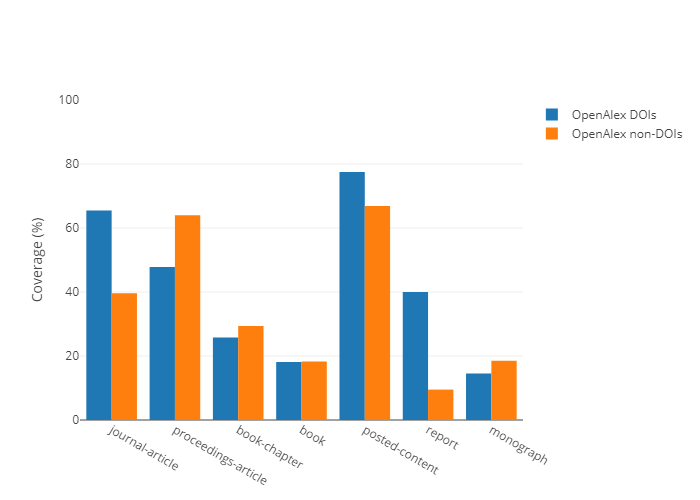 100
80
60
40
20
0
Coverage (%)
journal-article
proceedings-article
book-chapter
book
posted-content
report
monograph
OpenAlex DOIs
OpenAlex non-DOIs